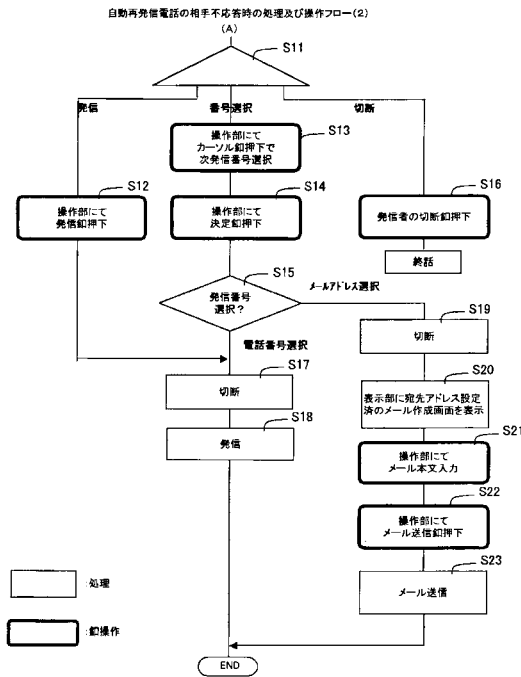 自動再発信電話の相手不応答時の処理及び操作フロー(2)
(A)
S11
発信
番号選択
切断
S13
操作部にて
カーソル釦押下で
次発信番号選択
S12
操作部にて
発信釦押下
S14
操作部にて
決定釦押下
S16
発信者の切断釦押下
終話
S15
発信番号
選択?
メールアドレス選択
電話番号選択
S19
切断
S17
切断
S20
表示部に宛先アドレス設定
済のメール作成画面を表示
S18
発信
S21
操作部にて
メール本文入力
S22
操作部にて
メール送信釦押下
S23
メール送信
:処理
:釦操作
END